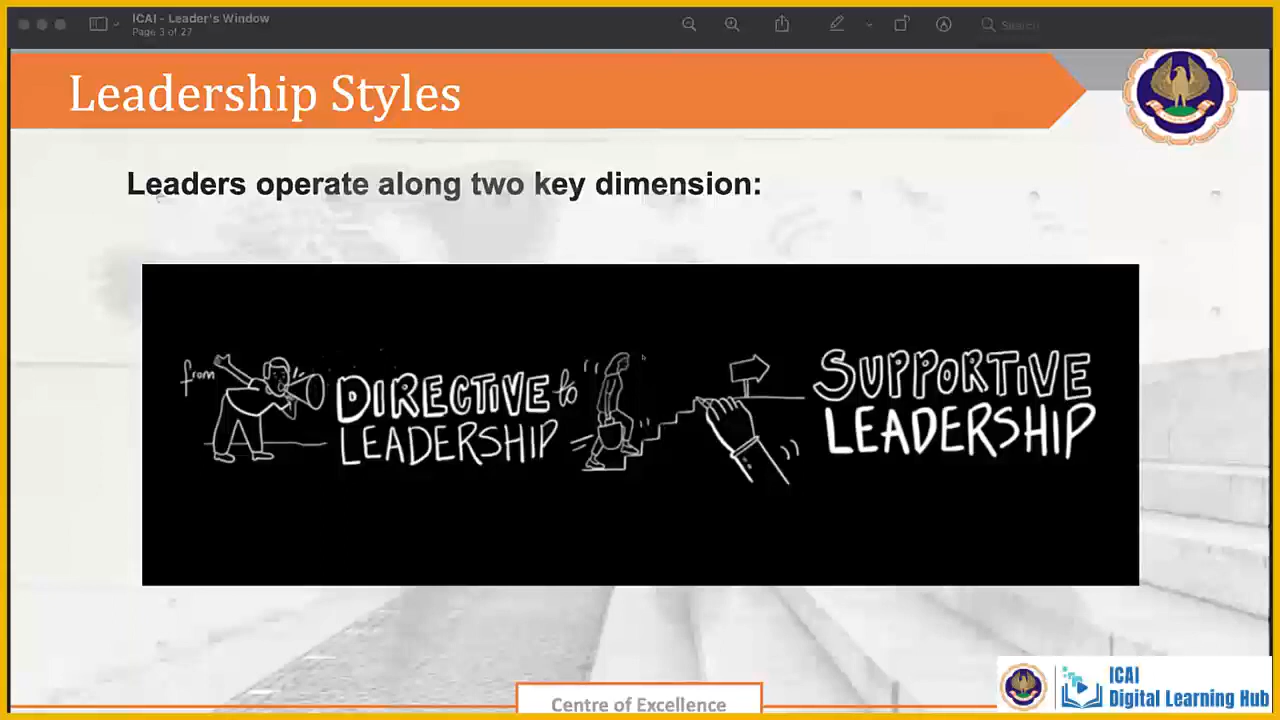 ICAI - Leader's Window
Page 3 of 27
Search
Leadership Styles
Leaders operate along two key dimension:
from
DIRECTIVE to
LEADERSHIP
SUPPORTIVE
LEADERSHIP
Centre of Excellence
ICAI
Digital Learning Hub